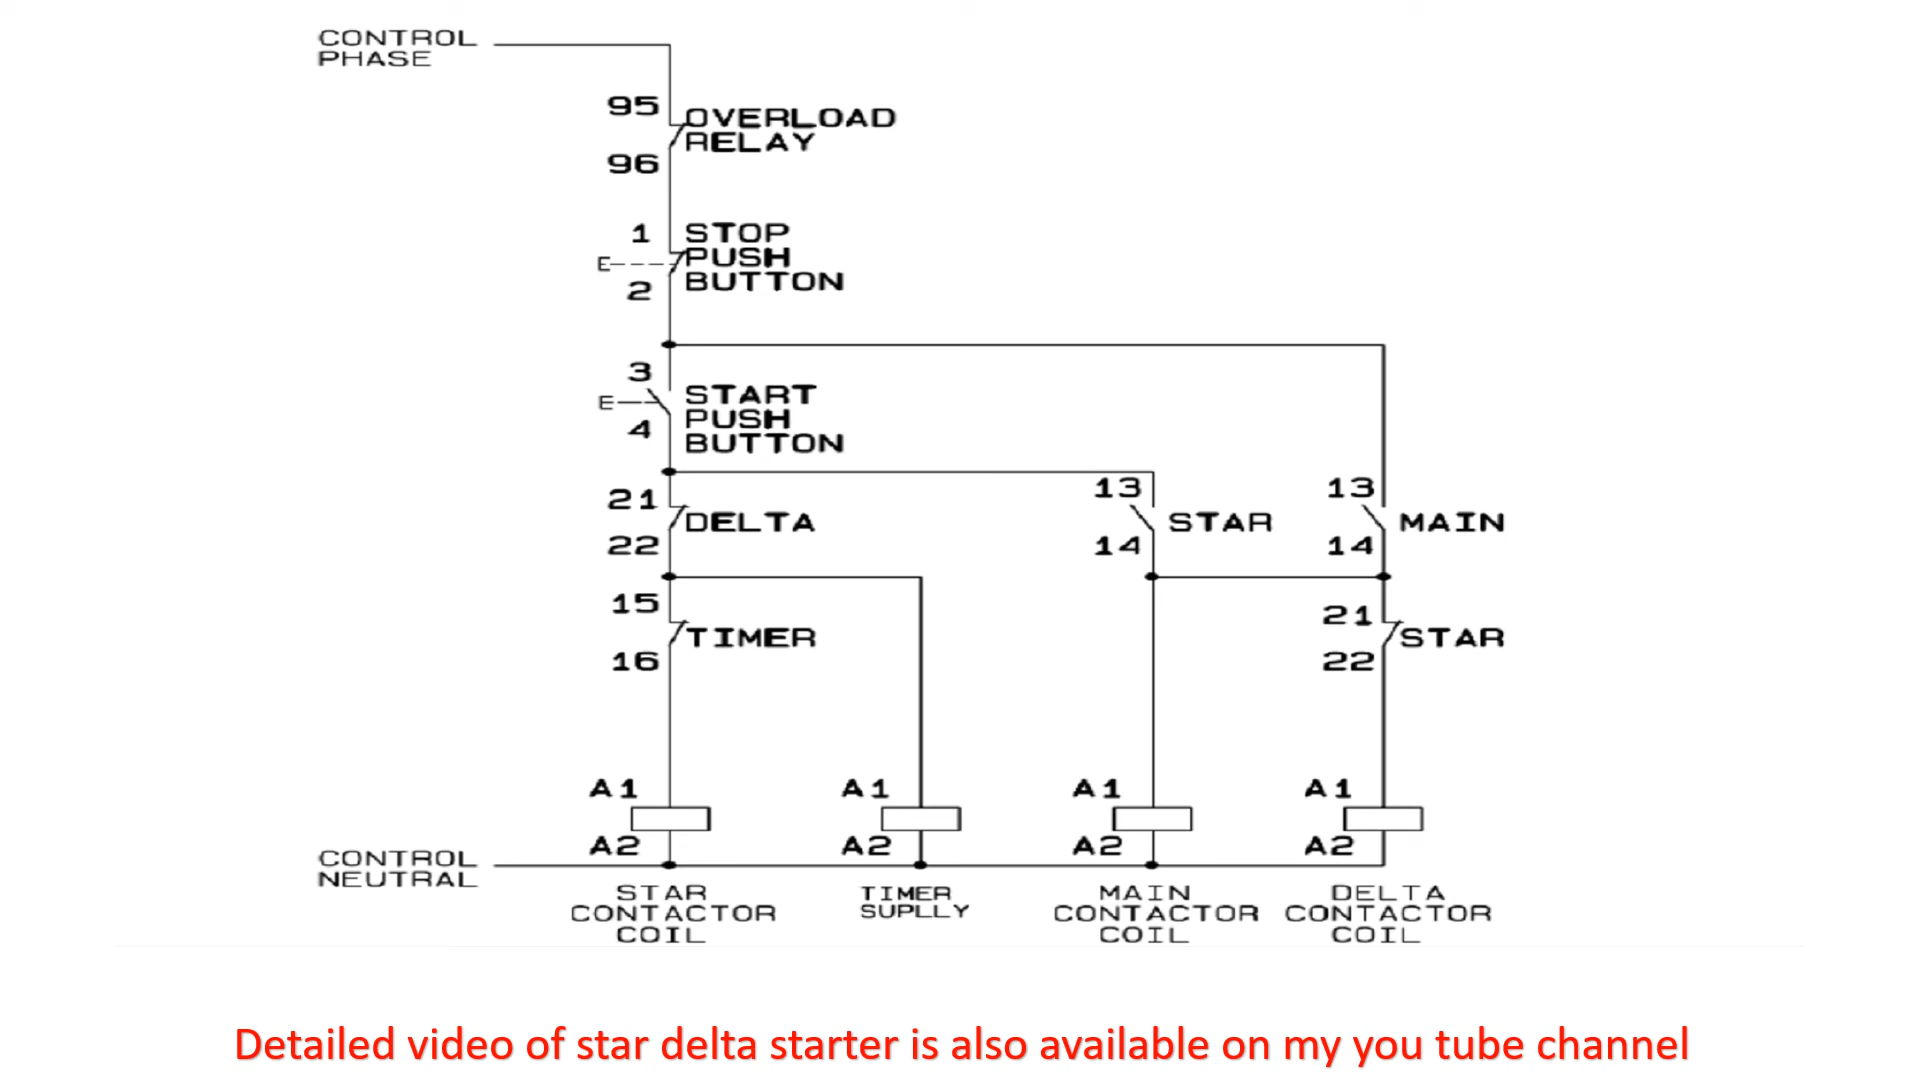 CONTROL
PHASE
95
OVERLOAD
RELAY
96
1
STOP
E
PUSH
BUTTON
2
3
START
E
PUSH
BUTTON
4
21
DELTA
22
13
STAR
14
13
MAIN
14
15
TIMER
16
21
STAR
22
A1
A1
A1
A1
A2
A2
A2
A2
CONTROL
NEUTRAL
STAR
CONTACTOR
COIL
TIMER
SUPLLY
MAIN
CONTACTOR
COIL
DELTA
CONTACTOR
COIL
Detailed video of star delta starter is also available on my you tube channel